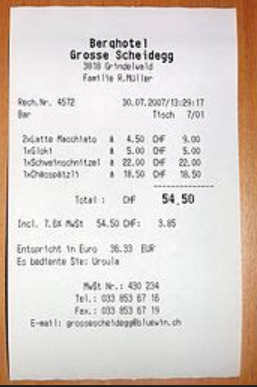 Berghotel
Grosse Scheidegg
3818 Grindelwald
Familie R.Müller
Rech.Nr. 4572 30.07.2007/13:29:17
Bar Tisch 7/01
2xLatte Macchiato à 4.50 CHF 9.00
1xGloki à 5.00 CHF 5.00
1xSchweinschnitzel à 22.00 CHF 22.00
1xChässpätzli à 18.50 CHF 18.50
Total: CHF 54.50
Incl. 7.6% MwSt 54.50 CHF: 3.85
Entspricht in Euro 36.33 EUR
Es bediente Sie: Ursula
MwSt Nr.: 430 234
Tel.: 033 853 67 16
Fax.: 033 853 67 19
E-mail: grossescheidegg@bluewin.ch